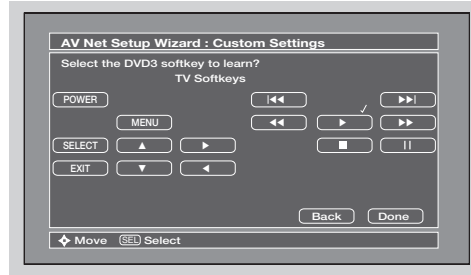 AV Net Setup Wizard : Custom Settings
Select the DVD3 softkey to learn?
TV Softkeys
POWER
MENU
SELECT
EXIT
Back Done
Move SEL Select